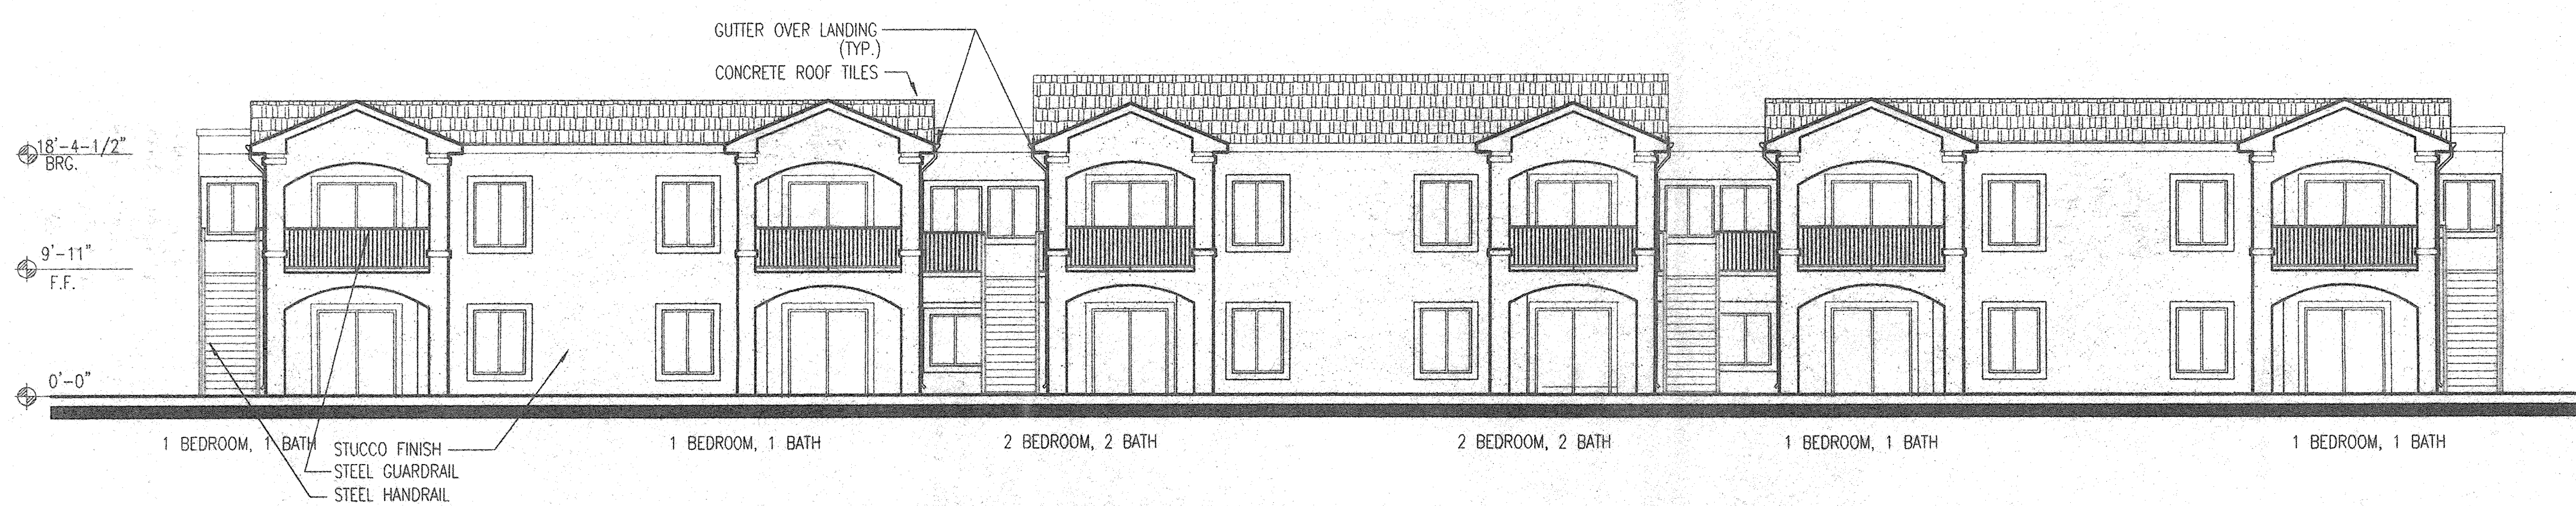 GUTTER OVER LANDING
(TYP.)
CONCRETE ROOF TILES
18'-4-1/2"
BRG.
9'-11"
F.F.
0'-0"
1 BEDROOM, 1 BATH
1 BEDROOM, 1 BATH
2 BEDROOM, 2 BATH
2 BEDROOM, 2 BATH
1 BEDROOM, 1 BATH
1 BEDROOM, 1 BATH
STUCCO FINISH
STEEL GUARDRAIL
STEEL HANDRAIL